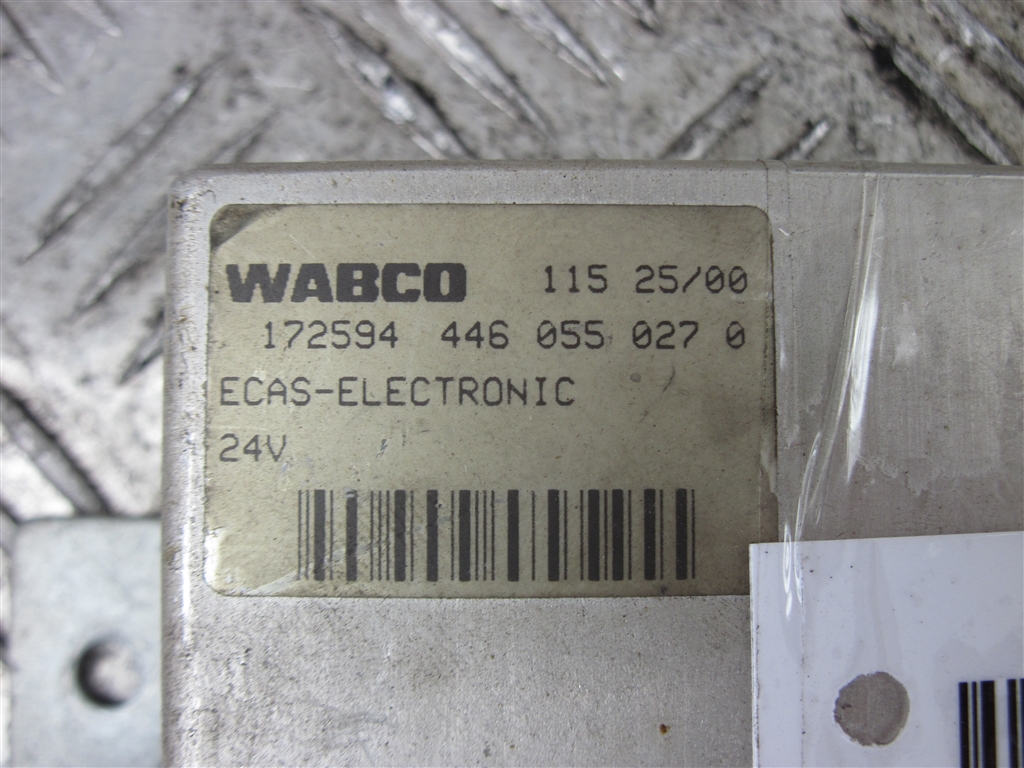 WABCO 115 25/00
172594 446 055 027 0
ECAS-ELECTRONIC
24V